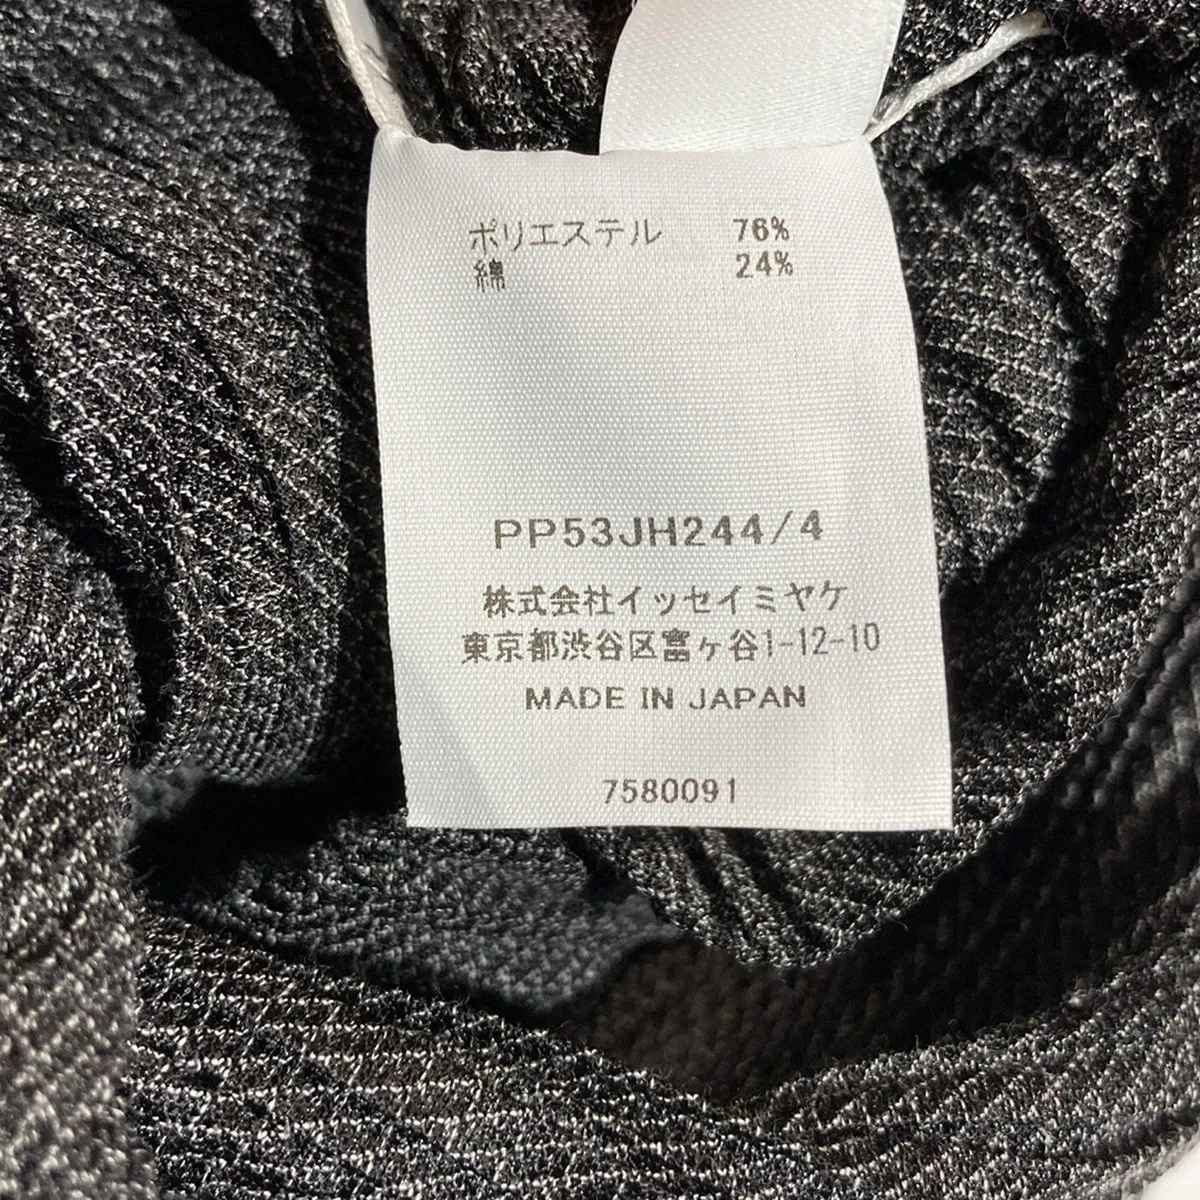 ポリエステル 76%
綿 24%
PP53JH244/4
株式会社イッセイミヤケ
東京都渋谷区富ヶ谷1-12-10
MADE IN JAPAN
7580091